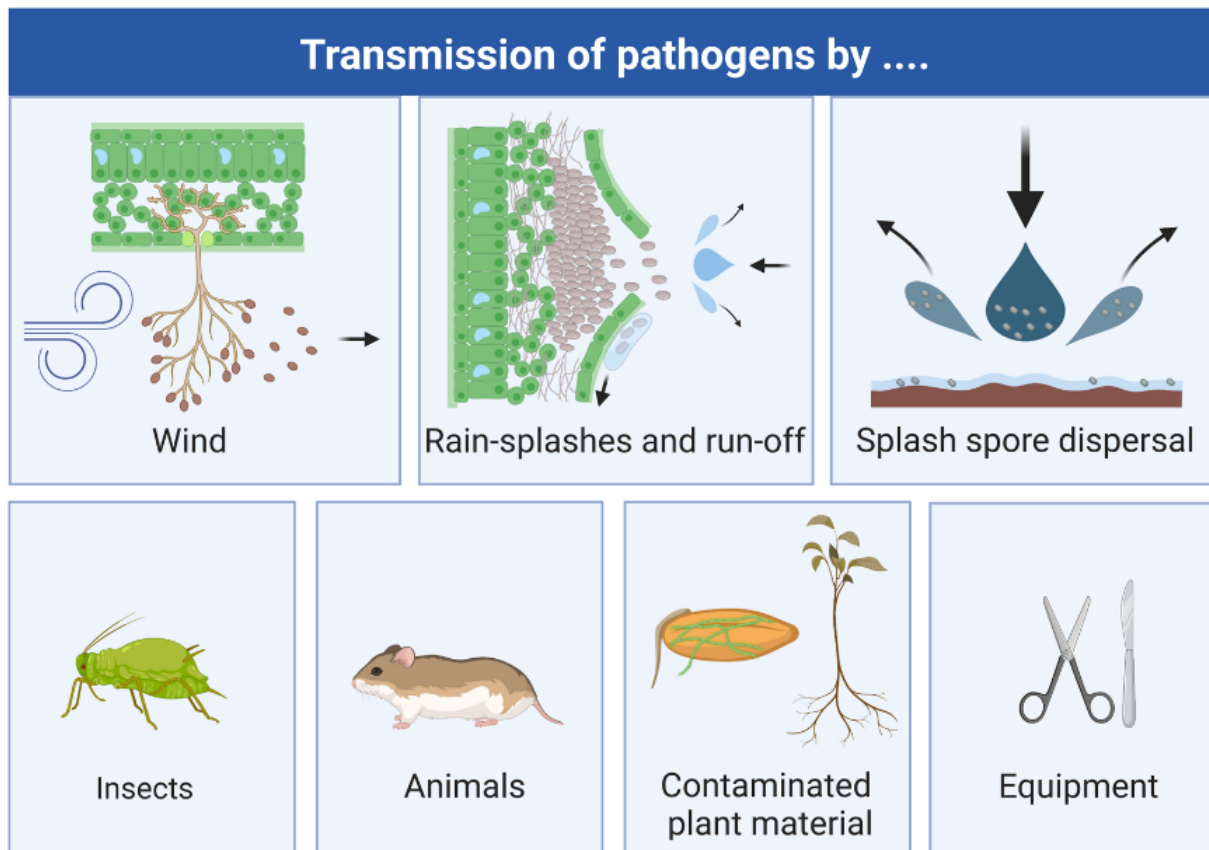 Transmission of pathogens by ....
Wind
Rain-splashes and run-off
Splash spore dispersal
Insects
Animals
Contaminated
plant material
Equipment